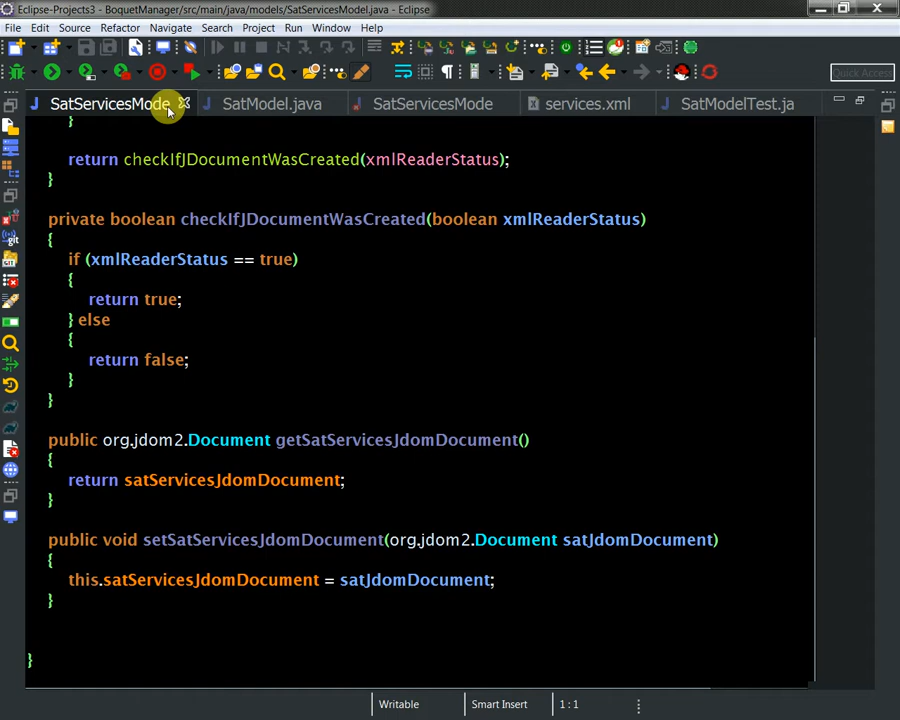 Eclipse-Projects3 - BoquetManager/src/main/java/models/SatServicesModel.java - Eclipse
File Edit Source Refactor Navigate Search Project Run Window Help
Quick Access
SatServicesMode SatModel.java SatServicesMode services.xml SatModelTest.ja
}
return checkIfJDocumentWasCreated(xmlReaderStatus);
}
private boolean checkIfJDocumentWasCreated(boolean xmlReaderStatus)
{
if (xmlReaderStatus == true)
{
return true;
} else
{
return false;
}
}
public org.jdom2.Document getSatServicesJdomDocument()
{
return satServicesJdomDocument;
}
public void setSatServicesJdomDocument(org.jdom2.Document satJdomDocument)
{
this.satServicesJdomDocument = satJdomDocument;
}
}
Writable Smart Insert 1:1